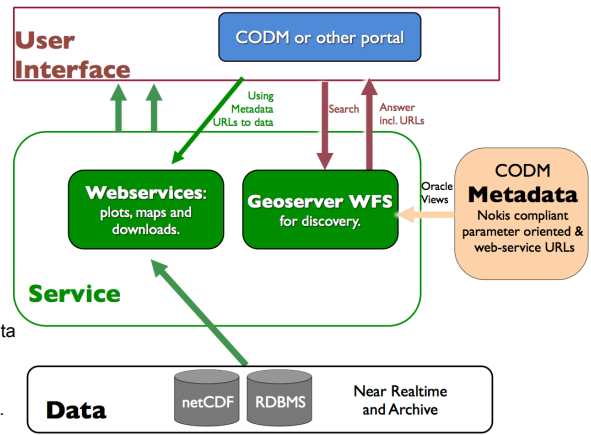 User
Interface
CODM or other portal
Using
Metadata
URLs to data
Search
Answer
incl. URLs
Webservices:
plots, maps and
downloads.
Geoserver WFS
for discovery.
Oracle
Views
CODM
Metadata
Nokis compliant
parameter oriented &
web-service URLs
Service
ta
.
Data
netCDF
RDBMS
Near Realtime
and Archive